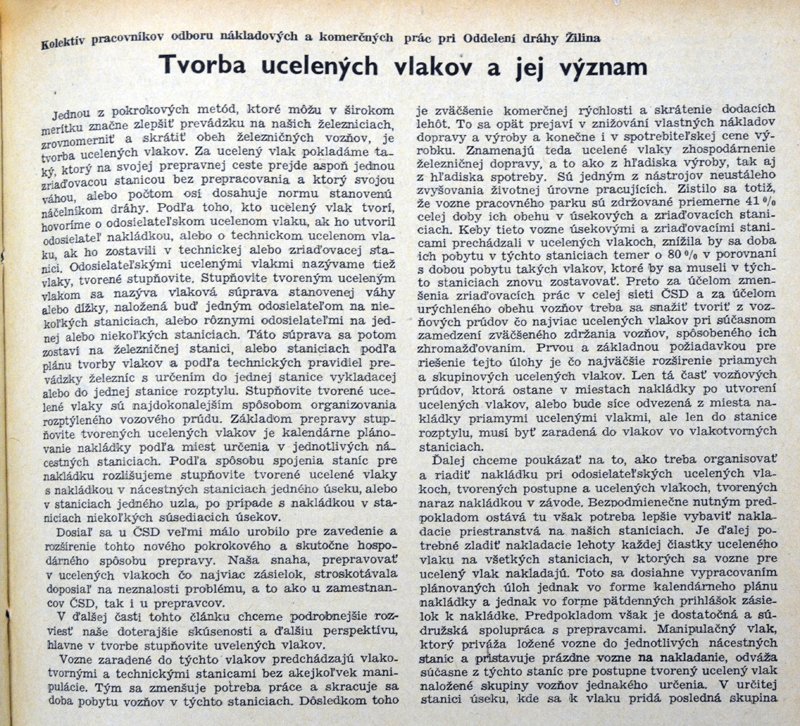 Kolektív pracovníkov odboru nákladových a komerčných prác pri Oddelení dráhy Žilina
Tvorba ucelených vlakov a jej význam
Jednou z pokrokových metód, ktoré môžu v širokom
merítku značne zlepšiť prevádzku na našich železniciach,
zrovnomerniť a skrátiť obeh železničných vozňov, je
tvorba ucelených vlakov. Za ucelený vlak pokladáme ta-
ký, ktorý na svojej prepravnej ceste prejde aspoň jednou
zriaďovacou stanicou bez prepracovania a ktorý svojou
váhou, alebo počtom osí dosahuje normu stanovenú
náčelníkom dráhy. Podľa toho, kto ucelený vlak tvorí,
hovoríme o odosielateľskom ucelenom vlaku, ak ho utvoril
odosielateľ nakládkou, alebo o technickom ucelenom vla-
ku, ak ho zostavili v technickej alebo zriaďovacej sta-
nici. Odosielateľskými ucelenými vlakmi nazývame tiež
vlaky, tvorené stupňovite. Stupňovite tvoreným uceleným
vlakom sa nazýva vlaková súprava stanovenej váhy
alebo dĺžky, naložená buď jedným odosielateľom na nie-
koľkých staniciach, alebo rôznymi odosielateľmi na jed-
nej alebo niekoľkých staniciach. Táto súprava sa potom
zostaví na železničnej stanici, alebo staniciach podľa
plánu tvorby vlakov a podľa technických pravidiel pre-
vádzky železníc s určením do jednej stanice vykladacej
alebo do jednej stanice rozptylu. Stupňovite tvorené uce-
lené vlaky sú najdokonalejším spôsobom organizovania
rozptýleného vozového prúdu. Základom prepravy stup-
ňovite tvorených ucelených vlakov je kalendárne pláno-
vanie nakládky podľa miest určenia v jednotlivých ná-
cestných staniciach. Podľa spôsobu spojenia staníc pre
nakládku rozlišujeme stupňovite tvorené ucelené vlaky
s nakládkou v nácestných staniciach jedného úseku, alebo
v staniciach jedného uzla, po prípade s nakládkou v sta-
niciach niekoľkých súsediacich úsekov.
Dosiaľ sa u ČSD veľmi málo urobilo pre zavedenie a
rozšírenie tohto nového pokrokového a skutočne hospo-
dárneho spôsobu prepravy. Naša snaha, prepravovať
v ucelených vlakoch čo najviac zásielok, stroskotávala
doposiaľ na neznalosti problému, a to ako u zamestnan-
cov ČSD, tak i u prepravcov.
V ďalšej časti tohto článku chceme podrobnejšie roz-
viesť naše doterajšie skúsenosti a ďalšiu perspektívu,
hlavne v tvorbe stupňovite uvelených vlakov.
Vozne zaradené do týchto vlakov predchádzajú vlako-
tvornými a technickými stanicami bez akejkoľvek mani-
pulácie. Tým sa zmenšuje potreba práce a skracuje sa
doba pobytu vozňov v týchto staniciach. Dôsledkom toho
je zväčšenie komerčnej rýchlosti a skrátenie dodacích
lehôt. To sa opäť prejaví v znižování vlastných nákladov
dopravy a výroby a konečne i v spotrebiteľskej cene vý-
robku. Znamenajú teda ucelené vlaky zhospodárnenie
železničnej dopravy, a to ako z hľadiska výroby, tak aj
z hľadiska spotreby. Sú jedným z nástrojov neustáleho
zvyšovania životnej úrovne pracujúcich. Zistilo sa totiž,
že vozne pracovného parku sú zdržované priemerne 41 %
celej doby ich obehu v úsekových a zriaďovacích stani-
ciach. Keby tieto vozne úsekovými a zriaďovacími stani-
cami prechádzali v ucelených vlakoch, znížila by sa doba
ich pobytu v týchto staniciach temer o 80 % v porovnaní
s dobou pobytu takých vlakov, ktoré by sa museli v tých-
to staniciach znovu zostavovať. Preto za účelom zmen-
šenia zriaďovacích prác v celej sieti ČSD a za účelom
urýchleného obehu vozňov treba sa snažiť tvoriť z voz-
ňových prúdov čo najviac ucelených vlakov pri súčasnom
zamedzení zväčšeného zdržania vozňov, spôsobeného ich
zhromažďovaním. Prvou a základnou požiadavkou pre
riešenie tejto úlohy je čo najväčšie rozšírenie priamych
a skupinových ucelených vlakov. Len tá časť vozňových
prúdov, ktorá ostane v miestach nakládky po utvorení
ucelených vlakov, alebo bude síce odvezená z miesta na-
kládky priamymi ucelenými vlakmi, ale len do stanice
rozptylu, musí byť zaradená do vlakov vo vlakotvorných
staniciach.
Ďalej chceme poukázať na to, ako treba organisovať
a riadiť nakládku pri odosielateľských ucelených vla-
koch, tvorených postupne a ucelených vlakoch, tvorených
naraz nakládkou v závode. Bezpodmienečne nutným pred-
pokladom ostáva tu však potreba lepšie vybaviť nakla-
dacie priestranstvá na našich staniciach. Je ďalej po-
trebné zladiť nakladacie lehoty každej čiastky uceleného
vlaku na všetkých staniciach, v ktorých sa vozne pre
ucelený vlak nakladajú. Toto sa dosiahne vypracovaním
plánovaných úloh jednak vo forme kalendárneho plánu
nakládky a jednak vo forme päťdenných prihlášok zásie-
lok k nakládke. Predpokladom však je dostatočná a sú-
družská spolupráca s prepravcami. Manipulačný vlak,
ktorý priváža ložené vozne do jednotlivých nácestných
staníc a pristavuje prázdne vozne na nakladanie, odváža
súčasne z týchto staníc pre postupne tvorený ucelený vlak
naložené skupiny vozňov jednakého určenia. V určitej
stanici úseku, kde sa k vlaku pridá posledná skupina